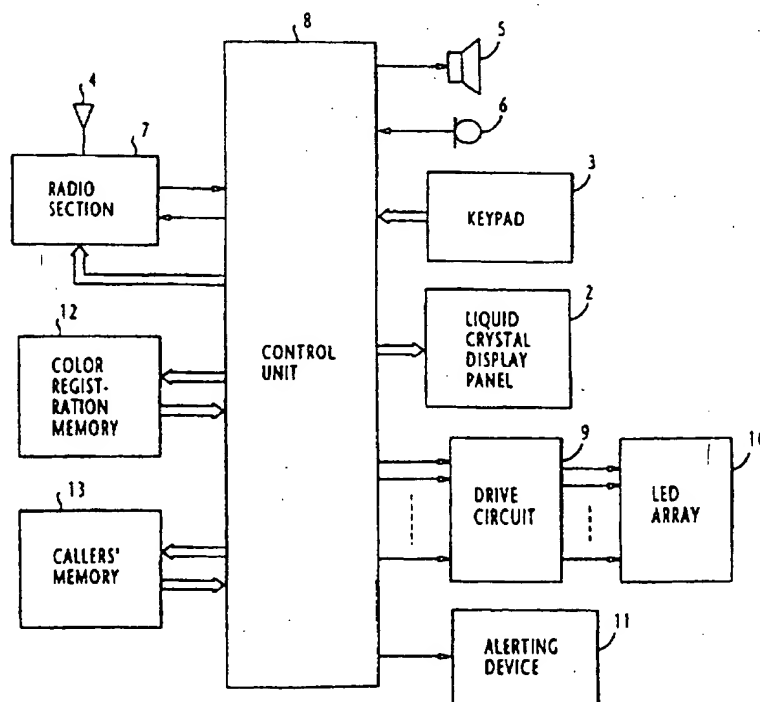 8
5
4
7
6
RADIO
SECTION
3
KEYPAD
12
COLOR
REGIST-
RATION
MEMORY
CONTROL
UNIT
2
LIQUID
CRYSTAL
DISPLAY
PANEL
9
10
DRIVE
CIRCUIT
LED
ARRAY
13
CALLERS'
MEMORY
11
ALERTING
DEVICE